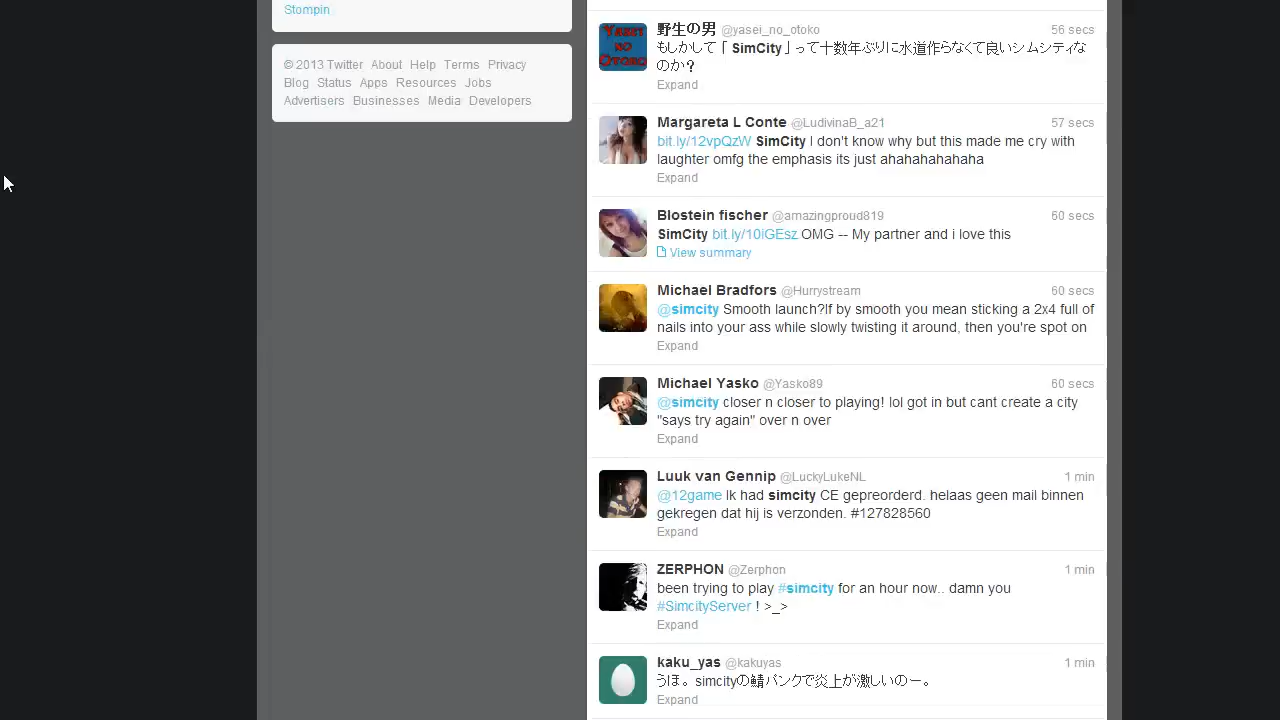 Stompin
© 2013 Twitter About Help Terms Privacy
Blog Status Apps Resources Jobs
Advertisers Businesses Media Developers
YASEI NO OTOKO
野生の男 @yasei_no_otoko 56 secs
もしかして「SimCity」って十数年ぶりに水道作らなくて良いシムシティな
のか？
Expand
Margareta L Conte @LudivinaB_a21 57 secs
bit.ly/12vpQzW SimCity I don't know why but this made me cry with
laughter omfg the emphasis its just ahahahahahaha
Expand
Blostein fischer @amazingproud819 60 secs
SimCity bit.ly/10iGEsz OMG -- My partner and i love this
View summary
Michael Bradfors @Hurrystream 60 secs
@simcity Smooth launch?If by smooth you mean sticking a 2x4 full of
nails into your ass while slowly twisting it around, then you're spot on
Expand
Michael Yasko @Yasko89 60 secs
@simcity closer n closer to playing! lol got in but cant create a city
"says try again" over n over
Expand
Luuk van Gennip @LuckyLukeNL 1 min
@12game Ik had simcity CE gepreorderd. helaas geen mail binnen
gekregen dat hij is verzonden. #127828560
Expand
ZERPHON @Zerphon 1 min
been trying to play #simcity for an hour now.. damn you
#SimcityServer ! >_>
Expand
kaku_yas @kakuyas 1 min
うほ。simcityの鯖パンクで炎上が激しいのー。
Expand